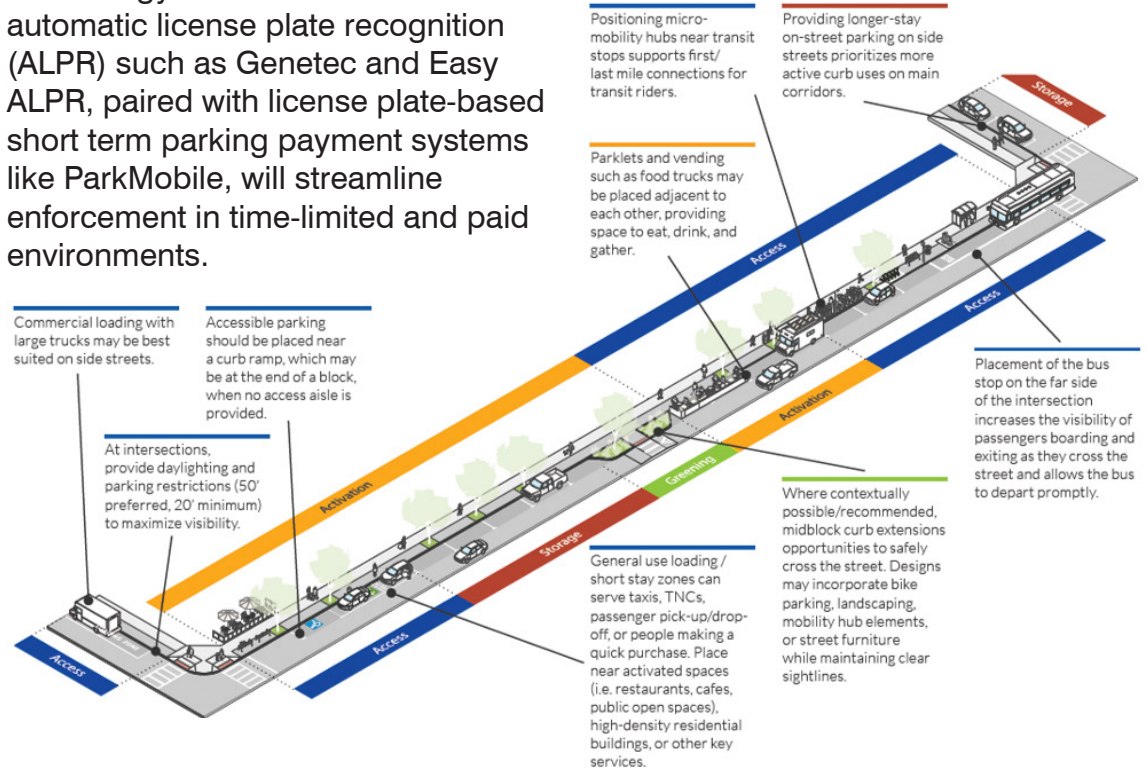 automatic license plate recognition
(ALPR) such as Genetec and Easy
ALPR, paired with license plate-based
short term parking payment systems
like ParkMobile, will streamline
enforcement in time-limited and paid
environments.
Positioning micro-
mobility hubs near transit
stops supports first/
last mile connections for
transit riders.
Providing longer-stay
on-street parking on side
streets prioritizes more
active curb uses on main
corridors.
Storage
Parklets and vending
such as food trucks may
be placed adjacent to
each other, providing
space to eat, drink, and
gather.
Access
Access
Commercial loading with
large trucks may be best
suited on side streets.
Accessible parking
should be placed near
a curb ramp, which may
be at the end of a block,
when no access aisle is
provided.
At intersections,
provide daylighting and
parking restrictions (50'
preferred, 20' minimum)
to maximize visibility.
Placement of the bus
stop on the far side
of the intersection
increases the visibility of
passengers boarding and
exiting as they cross the
street and allows the bus
to depart promptly.
Activation
Activation
Greening
Storage
Access
Access
Where contextually
possible/recommended,
midblock curb extensions
opportunities to safely
cross the street. Designs
may incorporate bike
parking, landscaping,
mobility hub elements,
or street furniture
while maintaining clear
sightlines.
General use loading /
short stay zones can
serve taxis, TNCs,
passenger pick-up/drop-
off, or people making a
quick purchase. Place
near activated spaces
(i.e. restaurants, cafes,
public open spaces),
high-density residential
buildings, or other key
services.